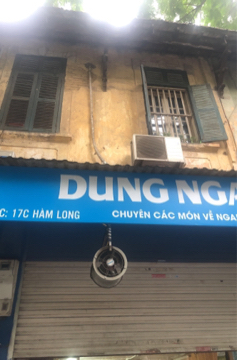 DUNG NGA
C: 17C HÀM LONG
CHUYÊN CÁC MÓN VỀ NGA